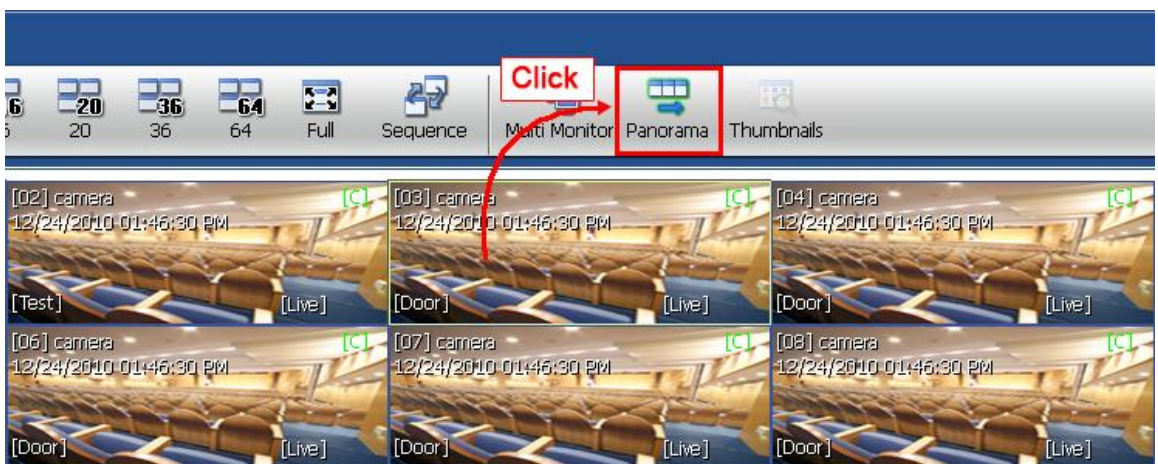 Click
6 20 36 64
6 20 36 64 Full Sequence Multi Monitor Panorama Thumbnails
[02] camera [C] [03] camera [C] [04] camera [C]
12/24/2010 01:46:30 PM 12/24/2010 01:46:30 PM 12/24/2010 01:46:30 PM
[Test] [Live] [Door] [Live] [Door] [Live]
[06] camera [C] [07] camera [C] [08] camera [C]
12/24/2010 01:46:30 PM 12/24/2010 01:46:30 PM 12/24/2010 01:46:30 PM
[Door] [Live] [Door] [Live] [Door] [Live]